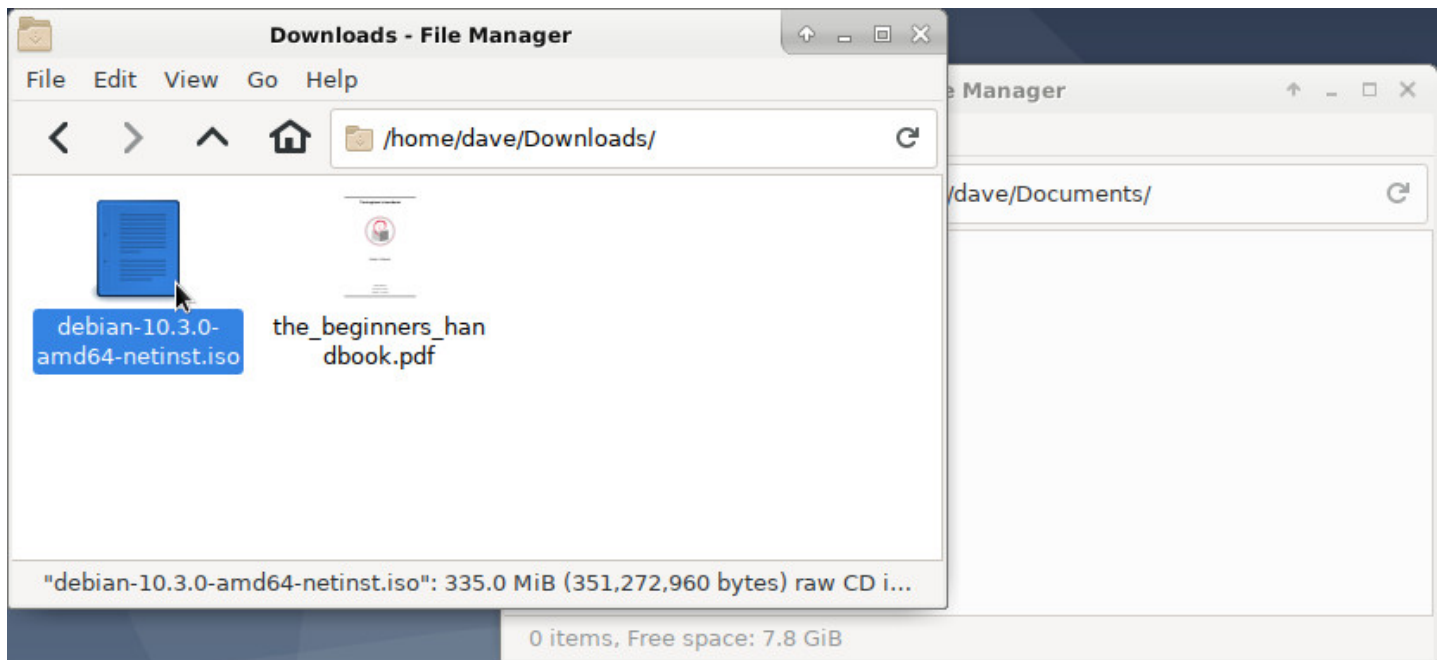 Downloads - File Manager
File Edit View Go Help
/home/dave/Downloads/
debian-10.3.0-
amd64-netinst.iso
the_beginners_han
dbook.pdf
"debian-10.3.0-amd64-netinst.iso": 335.0 MiB (351,272,960 bytes) raw CD i...
Manager
/dave/Documents/
0 items, Free space: 7.8 GiB